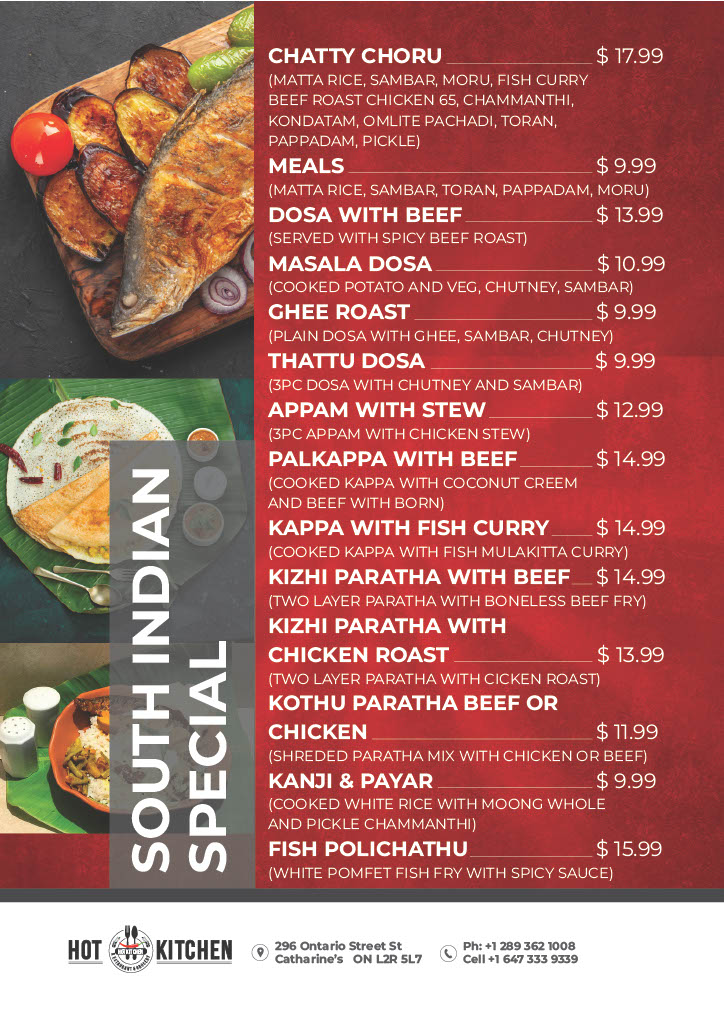 CHATTY CHORU $ 17.99
(MATTA RICE, SAMBAR, MORU, FISH CURRY
BEEF ROAST CHICKEN 65, CHAMMANTHI,
KONDATAM, OMLITE PACHADI, TORAN,
PAPPADAM, PICKLE)
MEALS $ 9.99
(MATTA RICE, SAMBAR, TORAN, PAPPADAM, MORU)
DOSA WITH BEEF $ 13.99
(SERVED WITH SPICY BEEF ROAST)
MASALA DOSA $ 10.99
(COOKED POTATO AND VEG, CHUTNEY, SAMBAR)
GHEE ROAST $ 9.99
(PLAIN DOSA WITH GHEE, SAMBAR, CHUTNEY)
THATTU DOSA $ 9.99
(3PC DOSA WITH CHUTNEY AND SAMBAR)
APPAM WITH STEW $ 12.99
(3PC APPAM WITH CHICKEN STEW)
PALKAPPA WITH BEEF $ 14.99
(COOKED KAPPA WITH COCONUT CREEM
AND BEEF WITH BORN)
KAPPA WITH FISH CURRY $ 14.99
(COOKED KAPPA WITH FISH MULAKITTA CURRY)
KIZHI PARATHA WITH BEEF $ 14.99
(TWO LAYER PARATHA WITH BONELESS BEEF FRY)
KIZHI PARATHA WITH
CHICKEN ROAST $ 13.99
(TWO LAYER PARATHA WITH CICKEN ROAST)
KOTHU PARATHA BEEF OR
CHICKEN $ 11.99
(SHREDED PARATHA MIX WITH CHICKEN OR BEEF)
KANJI & PAYAR $ 9.99
(COOKED WHITE RICE WITH MOONG WHOLE
AND PICKLE CHAMMANTHI)
FISH POLICHATHU $ 15.99
(WHITE POMFET FISH FRY WITH SPICY SAUCE)
SOUTH INDIAN
SPECIAL
HOT KITCHEN
HOT KITCHEN
296 Ontario Street St
Catharine's ON L2R 5L7
Ph: +1 289 362 1008
Cell +1 647 333 9339